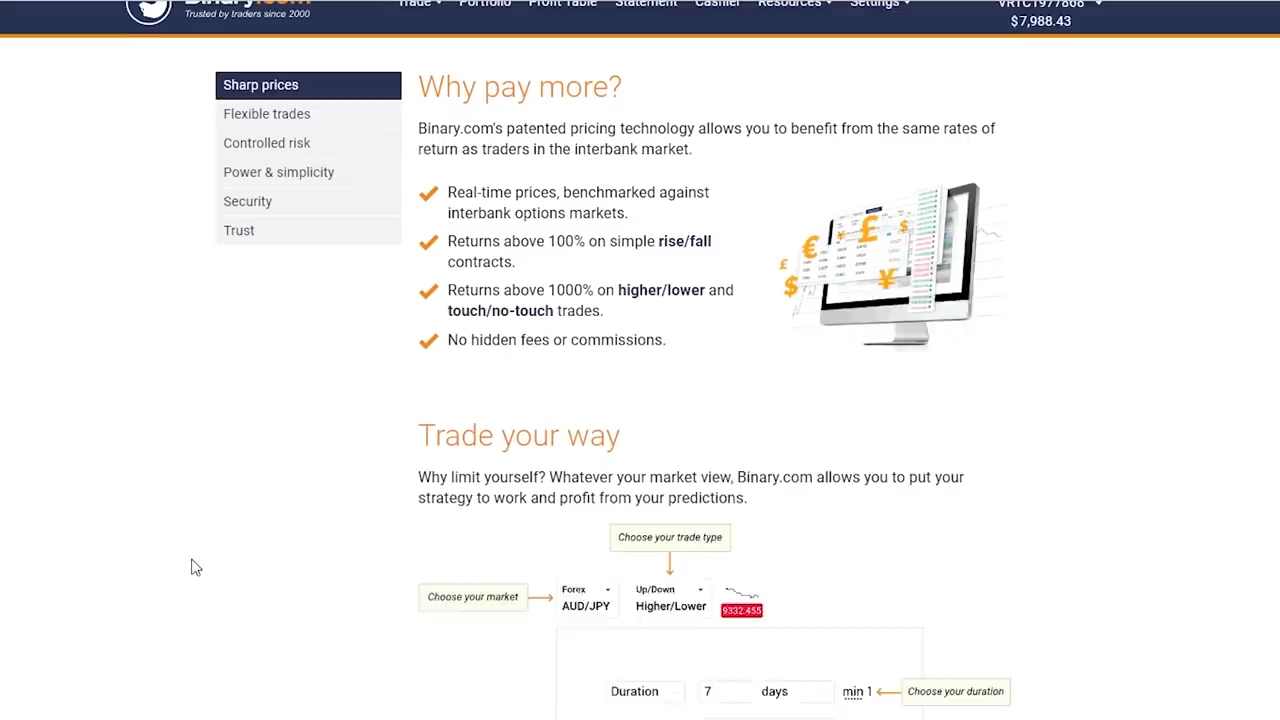 Binary.com
Trusted by traders since 2000
Trade
Portfolio
Profit Table
Statement
Cashier
Resources
Settings
VRTC1977868
$7,988.43
Sharp prices
Flexible trades
Controlled risk
Power & simplicity
Security
Trust
Why pay more?
Binary.com's patented pricing technology allows you to benefit from the same rates of
return as traders in the interbank market.
Real-time prices, benchmarked against
interbank options markets.
Returns above 100% on simple rise/fall
contracts.
Returns above 1000% on higher/lower and
touch/no-touch trades.
No hidden fees or commissions.
Trade your way
Why limit yourself? Whatever your market view, Binary.com allows you to put your
strategy to work and profit from your predictions.
Choose your trade type
Choose your market
Forex
AUD/JPY
Up/Down
Higher/Lower
9332.455
Duration
7
days
min 1
Choose your duration